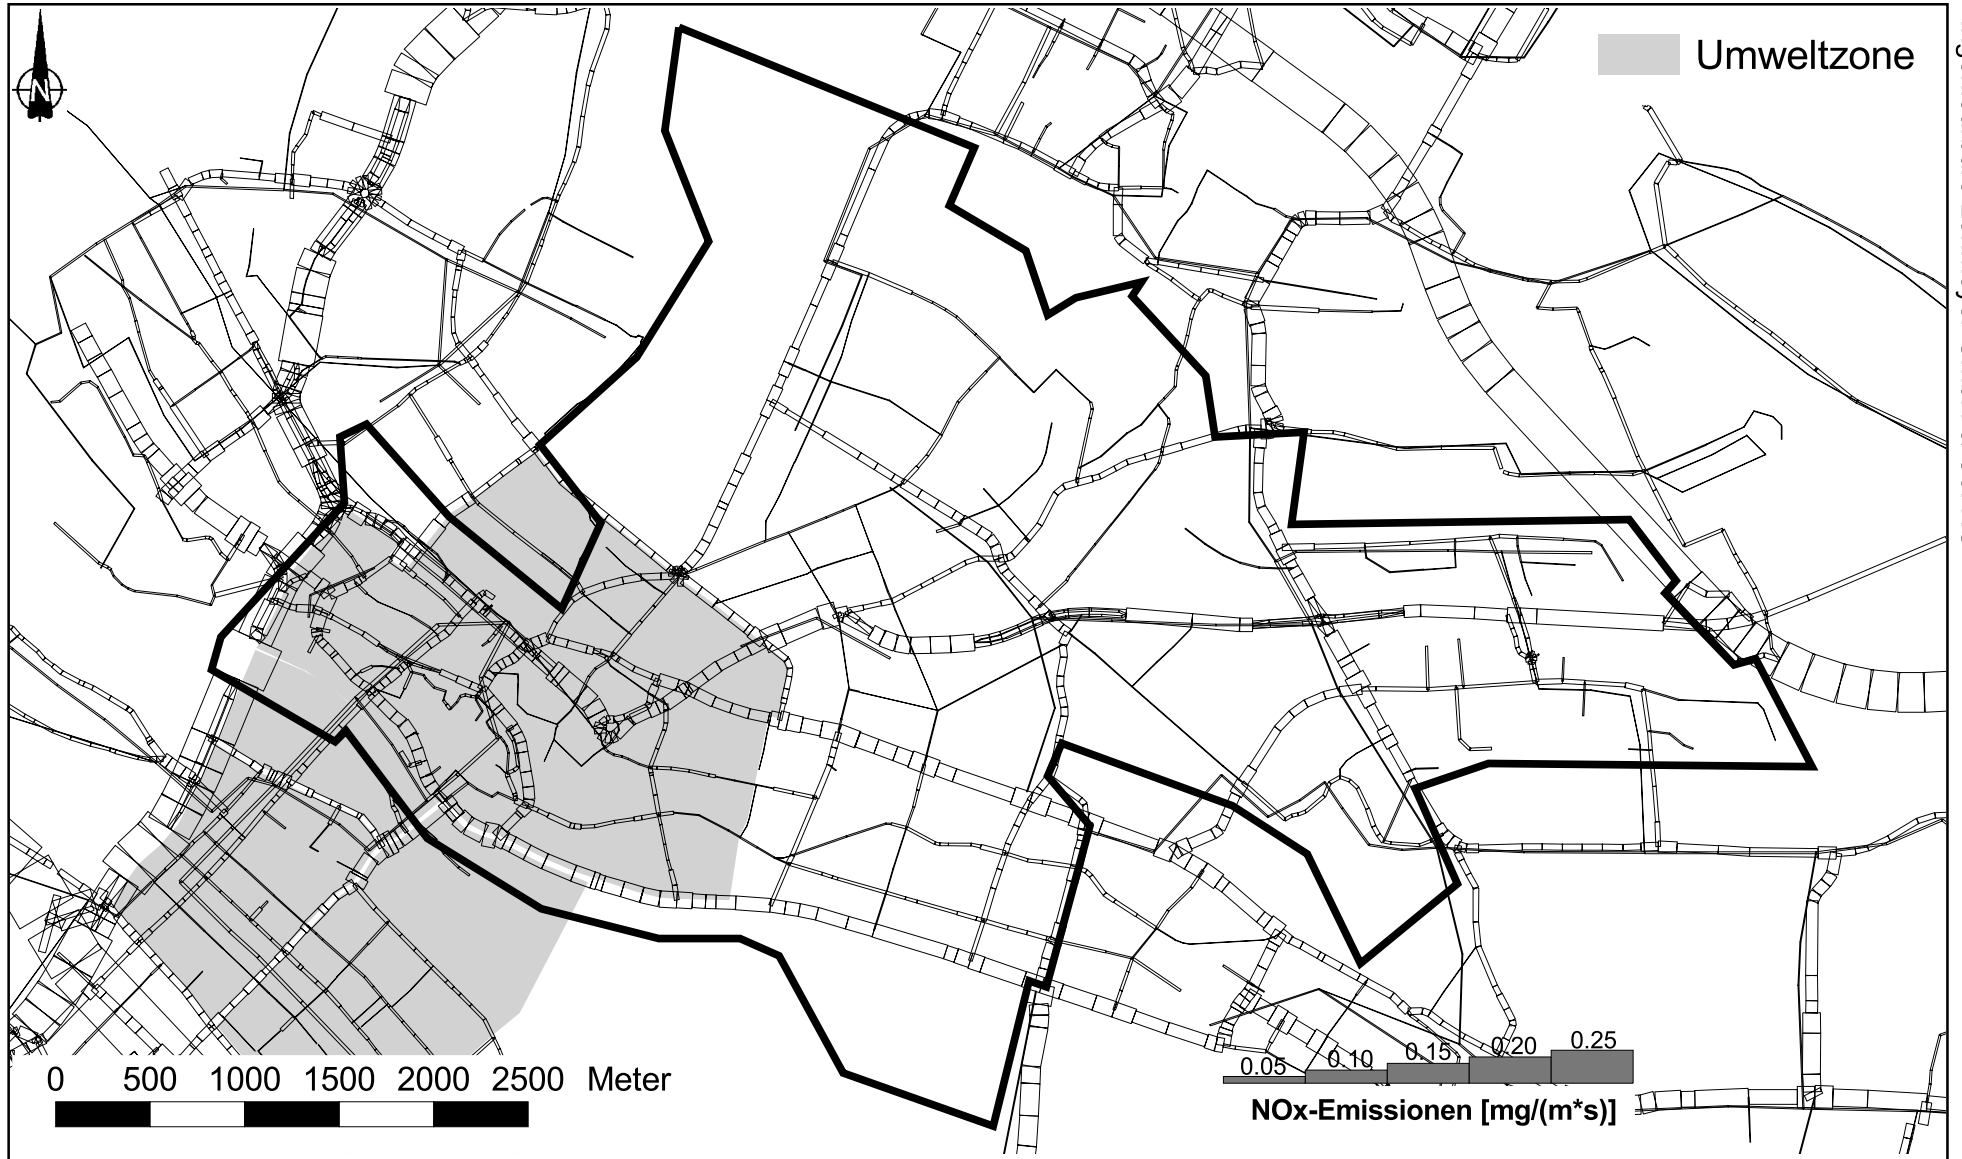 N
Umweltzone
0 500 1000 1500 2000 2500 Meter
0.05 0.10 0.15 0.20 0.25
NOx-Emissionen [mg/(m*s)]